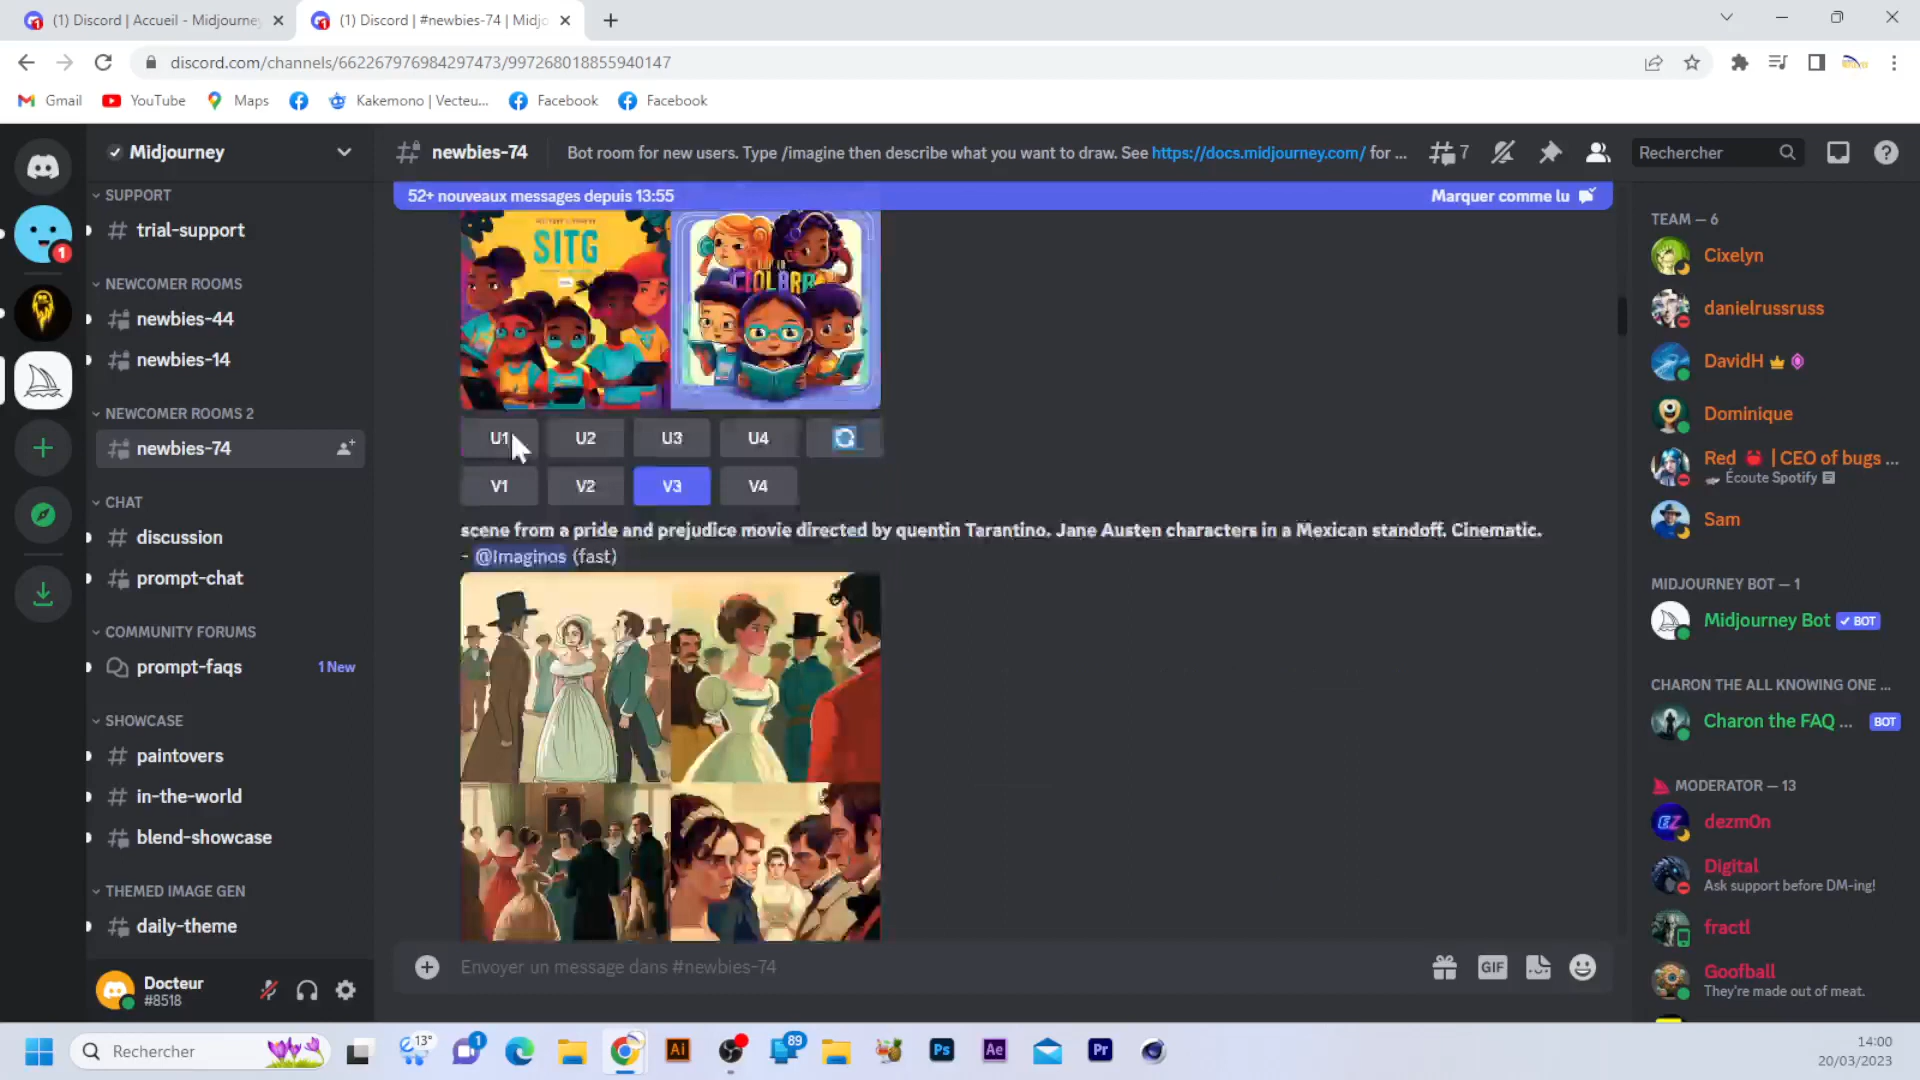 (1) Discord | Accueil - Midjourney
(1) Discord | #newbies-74 | Midjo
discord.com/channels/662267976984297473/997268018855940147
Gmail
YouTube
Maps
Kakemono | Vecteu...
Facebook
Facebook
Midjourney
newbies-74
Bot room for new users. Type /imagine then describe what you want to draw. See https://docs.midjourney.com/ for ...
7
Rechercher
52+ nouveaux messages depuis 13:55
Marquer comme lu
SUPPORT
trial-support
NEWCOMER ROOMS
newbies-44
newbies-14
NEWCOMER ROOMS 2
newbies-74
CHAT
discussion
prompt-chat
COMMUNITY FORUMS
prompt-faqs
1 New
SHOWCASE
paintovers
in-the-world
blend-showcase
THEMED IMAGE GEN
daily-theme
Docteur
#8518
1
SITG
U1
U2
U3
U4
V1
V2
V3
V4
scene from a pride and prejudice movie directed by quentin Tarantino. Jane Austen characters in a Mexican standoff. Cinematic.
- @Imaginos (fast)
Envoyer un message dans #newbies-74
GIF
TEAM — 6
Cixelyn
danielrussruss
DavidH
Dominique
Red | CEO of bugs ...
Écoute Spotify
Sam
MIDJOURNEY BOT — 1
Midjourney Bot
BOT
CHARON THE ALL KNOWING ONE ...
Charon the FAQ ...
BOT
MODERATOR — 13
dezm0n
Digital
Ask support before DM-ing!
fractl
Goofball
They're made out of meat.
Rechercher
13°
1
Ai
89
Ps
Ae
Pr
14:00
20/03/2023